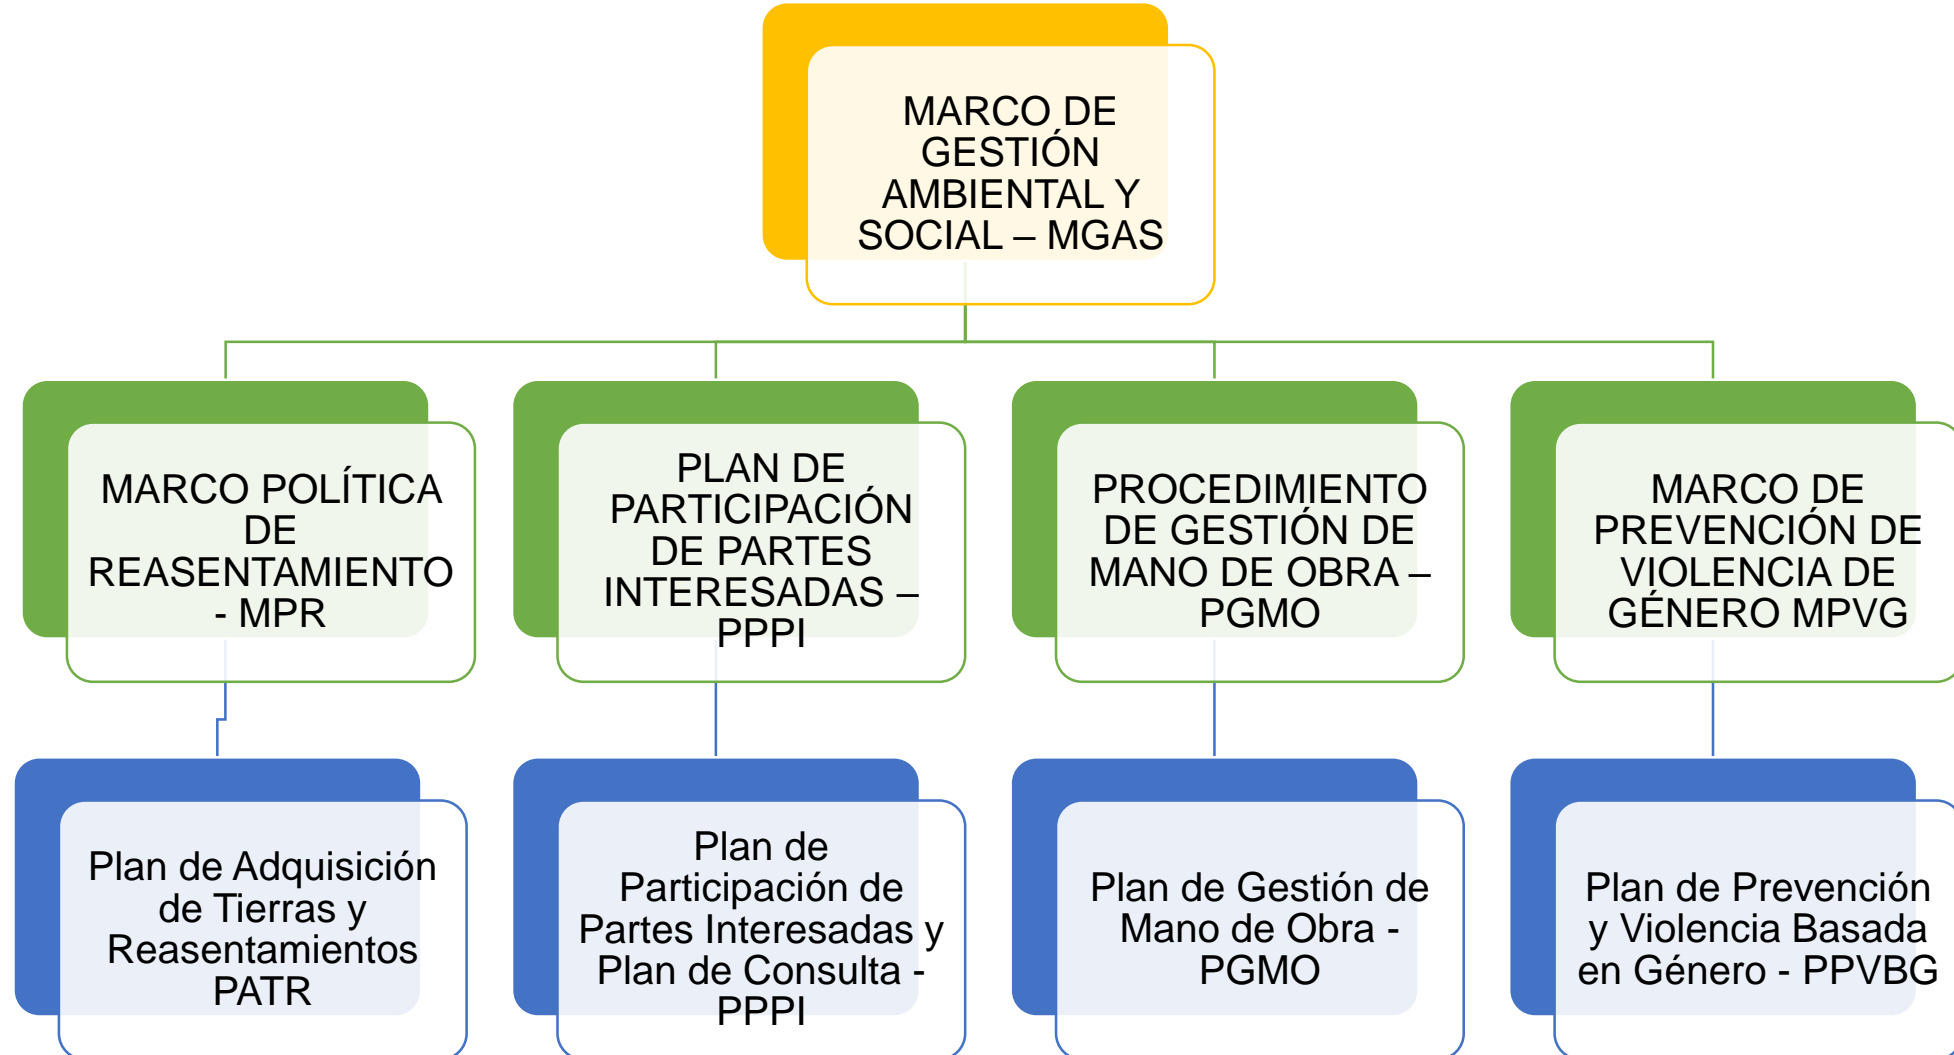 MARCO DE
GESTIÓN
AMBIENTAL Y
SOCIAL – MGAS
MARCO POLÍTICA
DE
REASENTAMIENTO
- MPR
PLAN DE
PARTICIPACIÓN
DE PARTES
INTERESADAS –
PPPI
PROCEDIMIENTO
DE GESTIÓN DE
MANO DE OBRA –
PGMO
MARCO DE
PREVENCIÓN DE
VIOLENCIA DE
GÉNERO MPVG
Plan de Adquisición
de Tierras y
Reasentamientos
PATR
Plan de
Participación de
Partes Interesadas y
Plan de Consulta -
PPPI
Plan de Gestión de
Mano de Obra -
PGMO
Plan de Prevención
y Violencia Basada
en Género - PPVBG